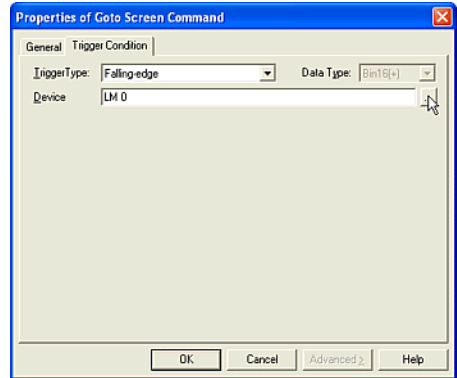 Properties of Goto Screen Command
General Trigger Condition
TriggerType: Falling-edge Data Type: Bin16(+)
Device LM 0
OK Cancel Advanced > Help